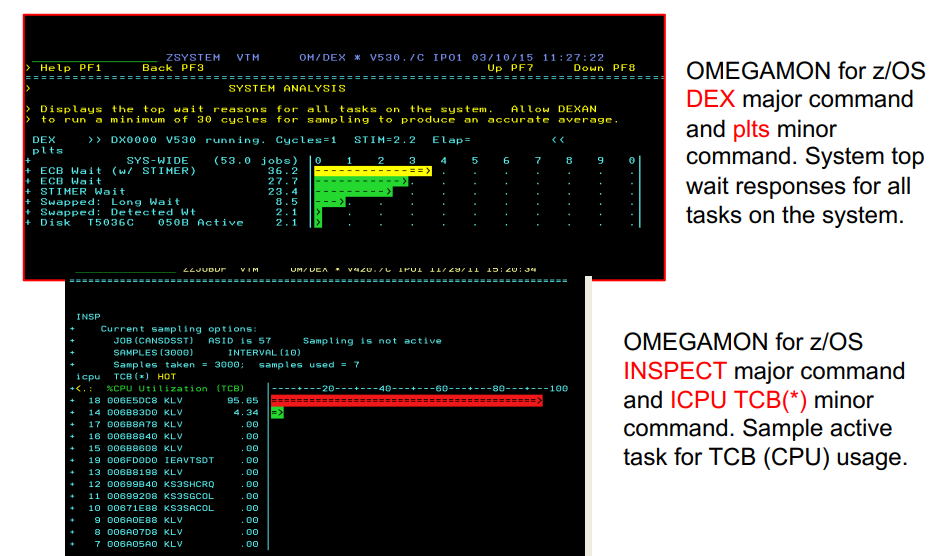 ZSYSTEM VTM OM/DEX * V530./C IPO1 03/10/15 11:27:22
> Help PF1 Back PF3 Up PF7 Down PF8
> SYSTEM ANALYSIS
> Displays the top wait reasons for all tasks on the system. Allow DEXAN
> to run a minimum of 30 cycles for sampling to produce an accurate average.
DEX >> DX0000 V530 running. Cycles=1 STIM=2.2 Elap= <<
plts
+ SYS-WIDE (53.0 jobs) |0 1 2 3 4 5 6 7 8 9 0|
+ ECB Wait (w/ STIMER) 36.2
+ ECB Wait 27.7
+ STIMER Wait 23.4
+ Swapped: Long Wait 8.5
+ Swapped: Detected Wt 2.1
+ Disk T5036C 050B Active 2.1
OMEGAMON for z/OS
DEX major command
and plts minor
command. System top
wait responses for all
tasks on the system.
ZZJOBDF VTM OM/DEX * V420./C IPO1 11/29/11 15:20:34
INSP
+ Current sampling options:
+ JOB(CANSDSST) ASID is 57 Sampling is not active
+ SAMPLES(3000) INTERVAL(10)
+ Samples taken = 3000; samples used = 7
icpu TCB(*) HOT
+<.: %CPU Utilization (TCB) |----+---20---+---40---+---60---+---80---+--100
+ 18 006E5DC8 KLV 95.65
+ 14 006B83D0 KLV 4.34
+ 17 006B8A78 KLV .00
+ 16 006B8840 KLV .00
+ 15 006B8608 KLV .00
+ 19 006FD0D0 IEAVTSDT .00
+ 13 006B8198 KLV .00
+ 12 00699B40 KS3SHCRQ .00
+ 11 00699208 KS3SGCOL .00
+ 10 00671E88 KS3SACOL .00
+ 9 006A0E88 KLV .00
+ 8 006A07D8 KLV .00
+ 7 006A05A0 KLV .00
OMEGAMON for z/OS
INSPECT major command
and ICPU TCB(*) minor
command. Sample active
task for TCB (CPU) usage.